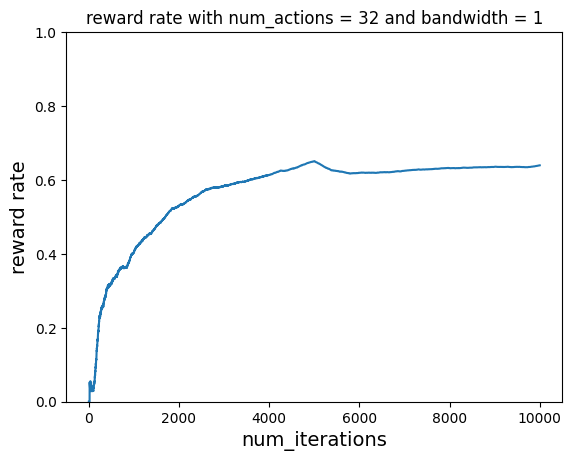 reward rate with num_actions = 32 and bandwidth = 1
1.0
0.8
0.6
0.4
0.2
0.0
reward rate
0 2000 4000 6000 8000 10000
num_iterations